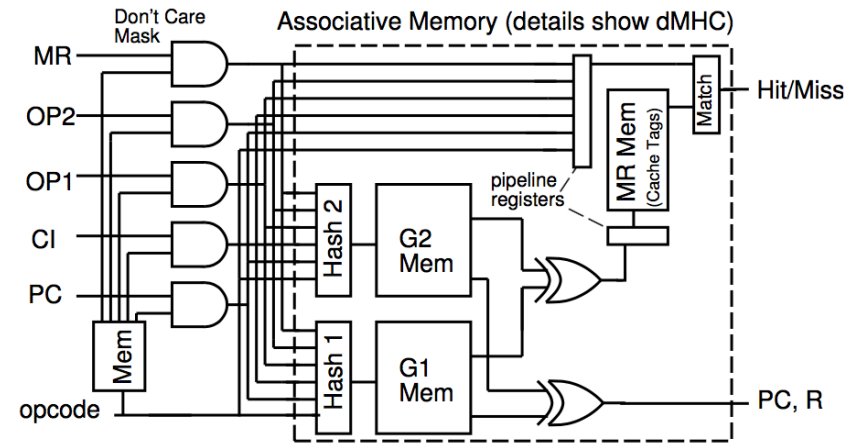 Don't Care
Mask
Associative Memory (details show dMHC)
MR
OP2
OP1
CI
PC
Mem
opcode
Hash 2
G2
Mem
Hash 1
G1
Mem
pipeline
registers
MR Mem
(Cache Tags)
Match
Hit/Miss
PC, R